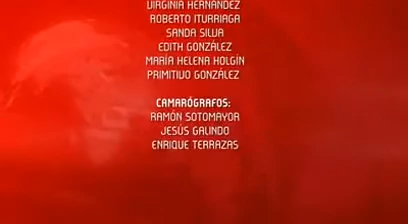 VIRGINIA HERNÁNDEZ
ROBERTO ITURRIAGA
SANDA SILVA
EDITH GONZÁLEZ
MARÍA HELENA HOLGÍN
PRIMITIVO GONZÁLEZ
CAMARÓGRAFOS:
RAMÓN SOTOMAYOR
JESÚS GALINDO
ENRIQUE TERRAZAS